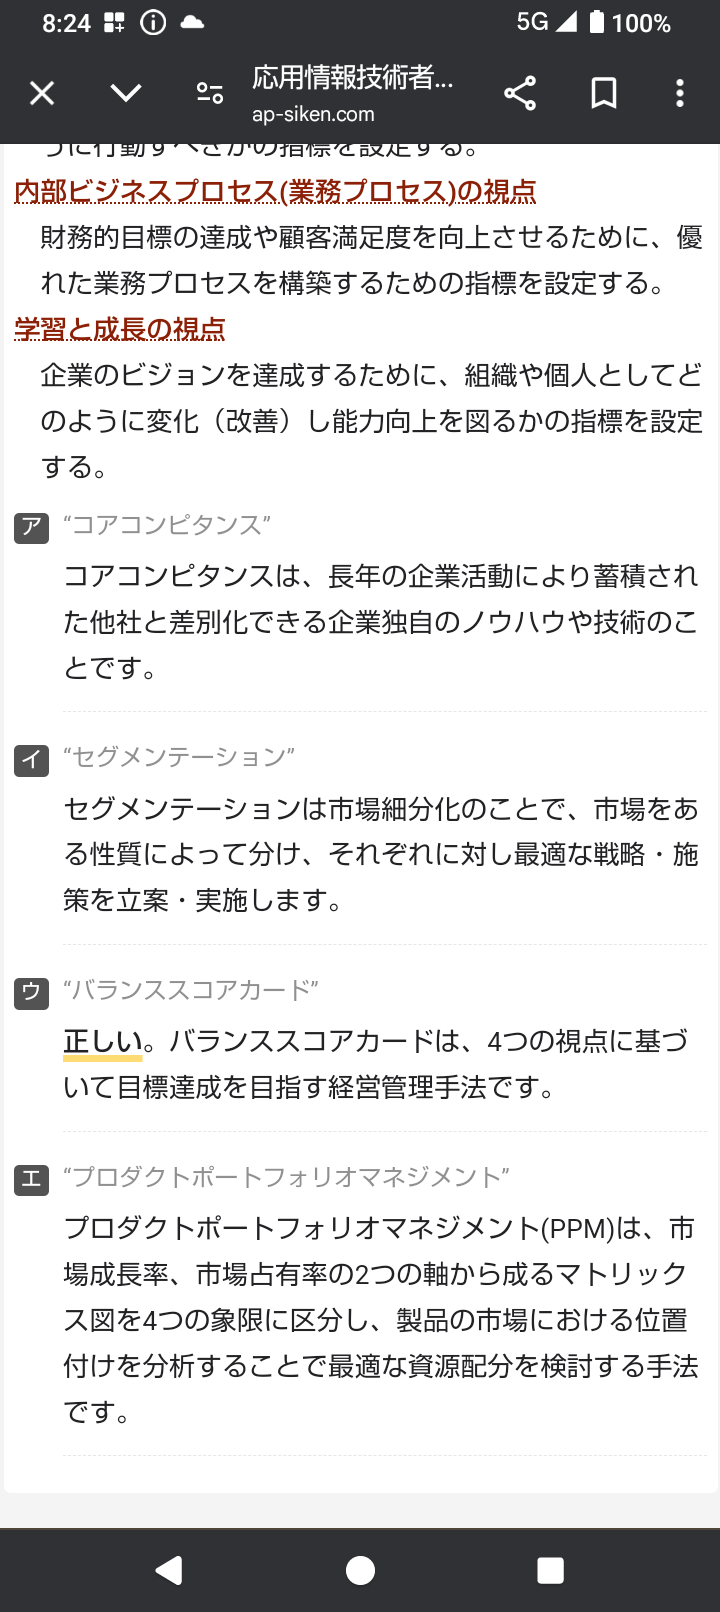 8:24
5G 100%
応用情報技術者...
ap-siken.com
うに行動すべきかの指標を設定する。
内部ビジネスプロセス(業務プロセス)の視点
財務的目標の達成や顧客満足度を向上させるために、優
れた業務プロセスを構築するための指標を設定する。
学習と成長の視点
企業のビジョンを達成するために、組織や個人としてど
のように変化（改善）し能力向上を図るかの指標を設定
する。
ア “コアコンピタンス”
コアコンピタンスは、長年の企業活動により蓄積され
た他社と差別化できる企業独自のノウハウや技術のこ
とです。
イ “セグメンテーション”
セグメンテーションは市場細分化のことで、市場をあ
る性質によって分け、それぞれに対し最適な戦略・施
策を立案・実施します。
ウ “バランススコアカード”
正しい。バランススコアカードは、4つの視点に基づ
いて目標達成を目指す経営管理手法です。
エ “プロダクトポートフォリオマネジメント”
プロダクトポートフォリオマネジメント(PPM)は、市
場成長率、市場占有率の2つの軸から成るマトリック
ス図を4つの象限に区分し、製品の市場における位置
付けを分析することで最適な資源配分を検討する手法
です。